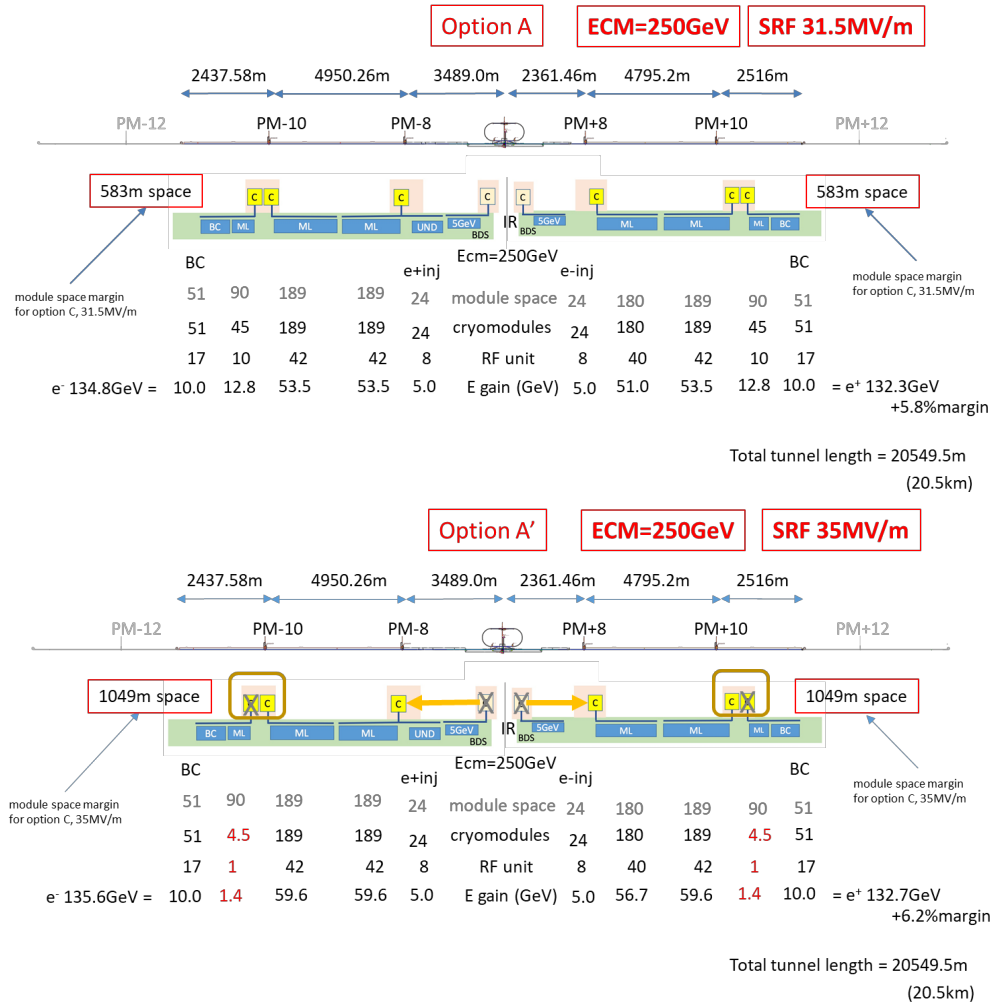 Option A ECM=250GeV SRF 31.5MV/m
2437.58m 4950.26m 3489.0m 2361.46m 4795.2m 2516m
PM-12 PM-10 PM-8 PM+8 PM+10 PM+12
583m space C C C C C C C C 583m space
BC ML ML ML UND 5GeV BDS IR BDS 5GeV ML ML ML BC
Ecm=250GeV
BC e+inj e-inj BC
module space margin
for option C, 31.5MV/m
module space margin
for option C, 31.5MV/m
51 90 189 189 24 module space 24 180 189 90 51
51 45 189 189 24 cryomodules 24 180 189 45 51
17 10 42 42 8 RF unit 8 40 42 10 17
e⁻ 134.8GeV = 10.0 12.8 53.5 53.5 5.0 E gain (GeV) 5.0 51.0 53.5 12.8 10.0 = e⁺ 132.3GeV
+5.8%margin
Total tunnel length = 20549.5m
(20.5km)
Option A’ ECM=250GeV SRF 35MV/m
2437.58m 4950.26m 3489.0m 2361.46m 4795.2m 2516m
PM-12 PM-10 PM-8 PM+8 PM+10 PM+12
1049m space C C C C C C C C 1049m space
BC ML ML ML UND 5GeV BDS IR BDS 5GeV ML ML ML BC
Ecm=250GeV
BC e+inj e-inj BC
module space margin
for option C, 35MV/m
module space margin
for option C, 35MV/m
51 90 189 189 24 module space 24 180 189 90 51
51 4.5 189 189 24 cryomodules 24 180 189 4.5 51
17 1 42 42 8 RF unit 8 40 42 1 17
e⁻ 135.6GeV = 10.0 1.4 59.6 59.6 5.0 E gain (GeV) 5.0 56.7 59.6 1.4 10.0 = e⁺ 132.7GeV
+6.2%margin
Total tunnel length = 20549.5m
(20.5km)